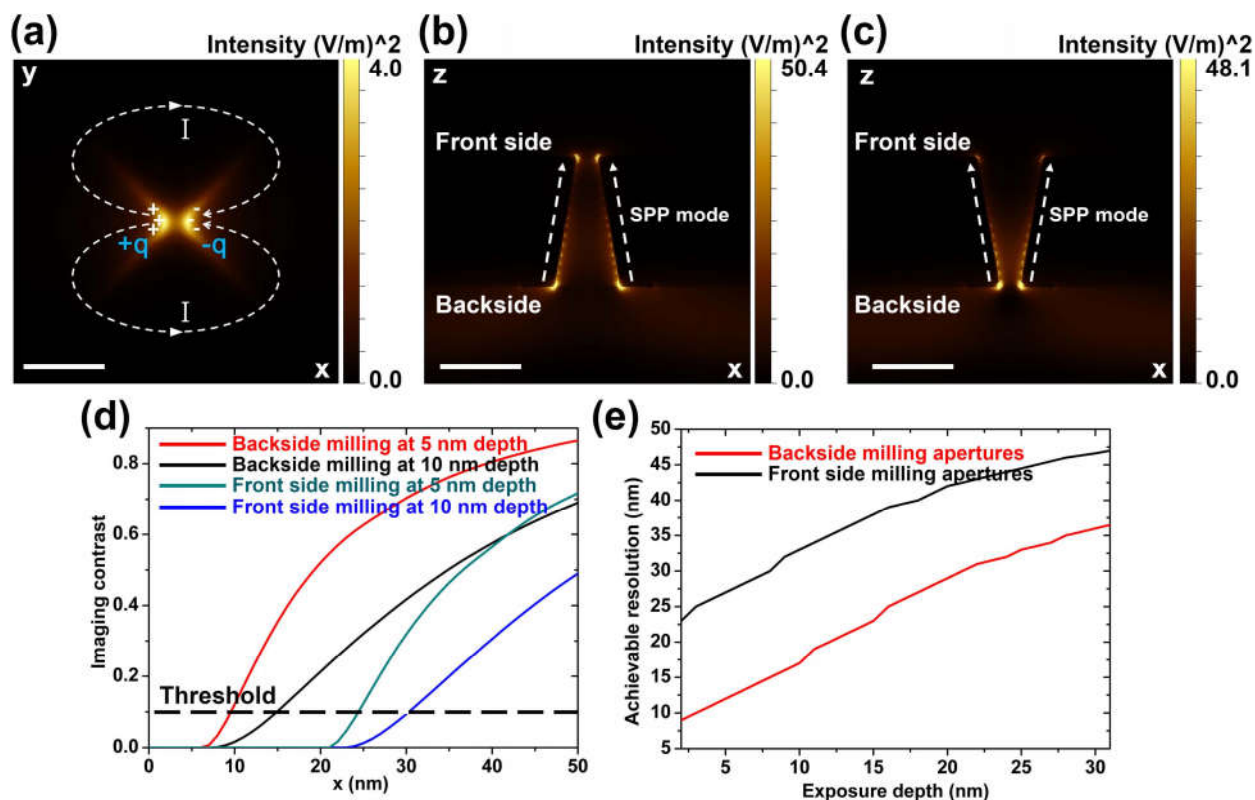 (a)
Intensity (V/m)^2
4.0
y
I
+
+
+
-
-
-
+q
-q
I
x
0.0
(b)
Intensity (V/m)^2
50.4
z
Front side
SPP mode
Backside
x
0.0
(c)
Intensity (V/m)^2
48.1
z
Front side
SPP mode
Backside
x
0.0
(d)
Backside milling at 5 nm depth
Backside milling at 10 nm depth
Front side milling at 5 nm depth
Front side milling at 10 nm depth
Imaging contrast
0.8
0.6
0.4
0.2
0.0
Threshold
0
10
20
30
40
50
x (nm)
(e)
Backside milling apertures
Front side milling apertures
Achievable resolution (nm)
50
45
40
35
30
25
20
15
10
5
5
10
15
20
25
30
Exposure depth (nm)